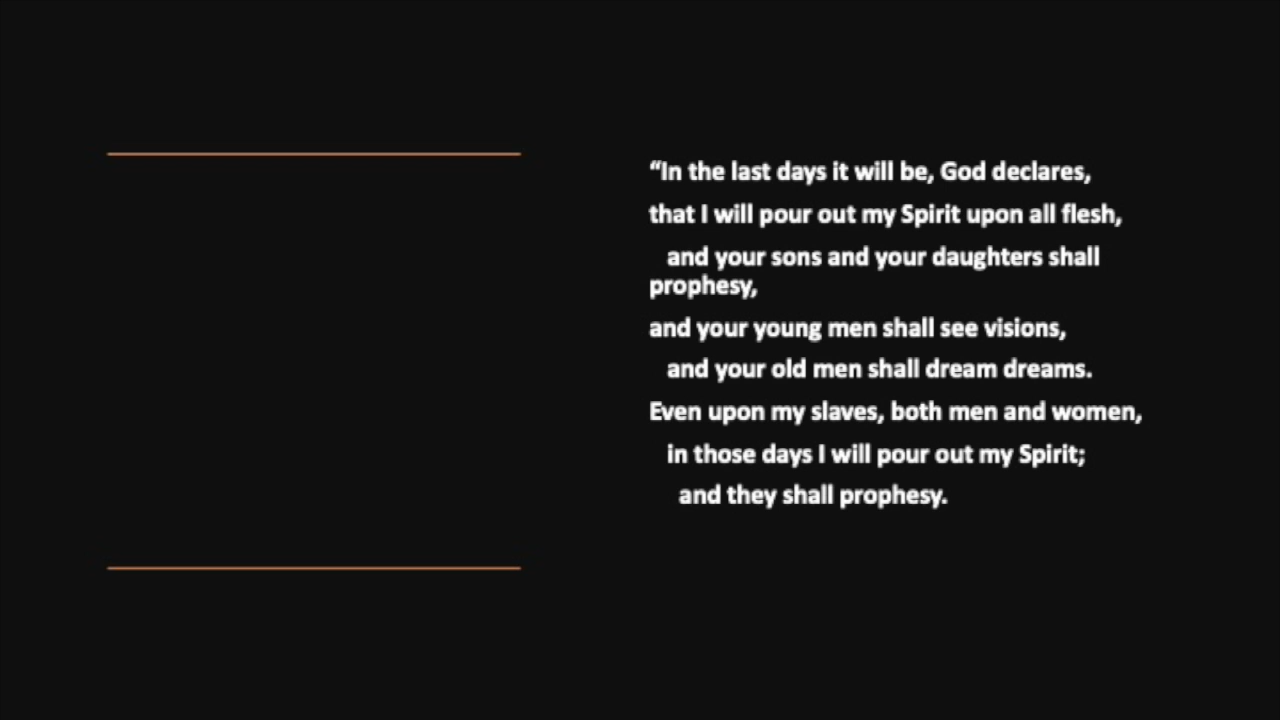 “In the last days it will be, God declares,
that I will pour out my Spirit upon all flesh,
and your sons and your daughters shall
prophesy,
and your young men shall see visions,
and your old men shall dream dreams.
Even upon my slaves, both men and women,
in those days I will pour out my Spirit;
and they shall prophesy.